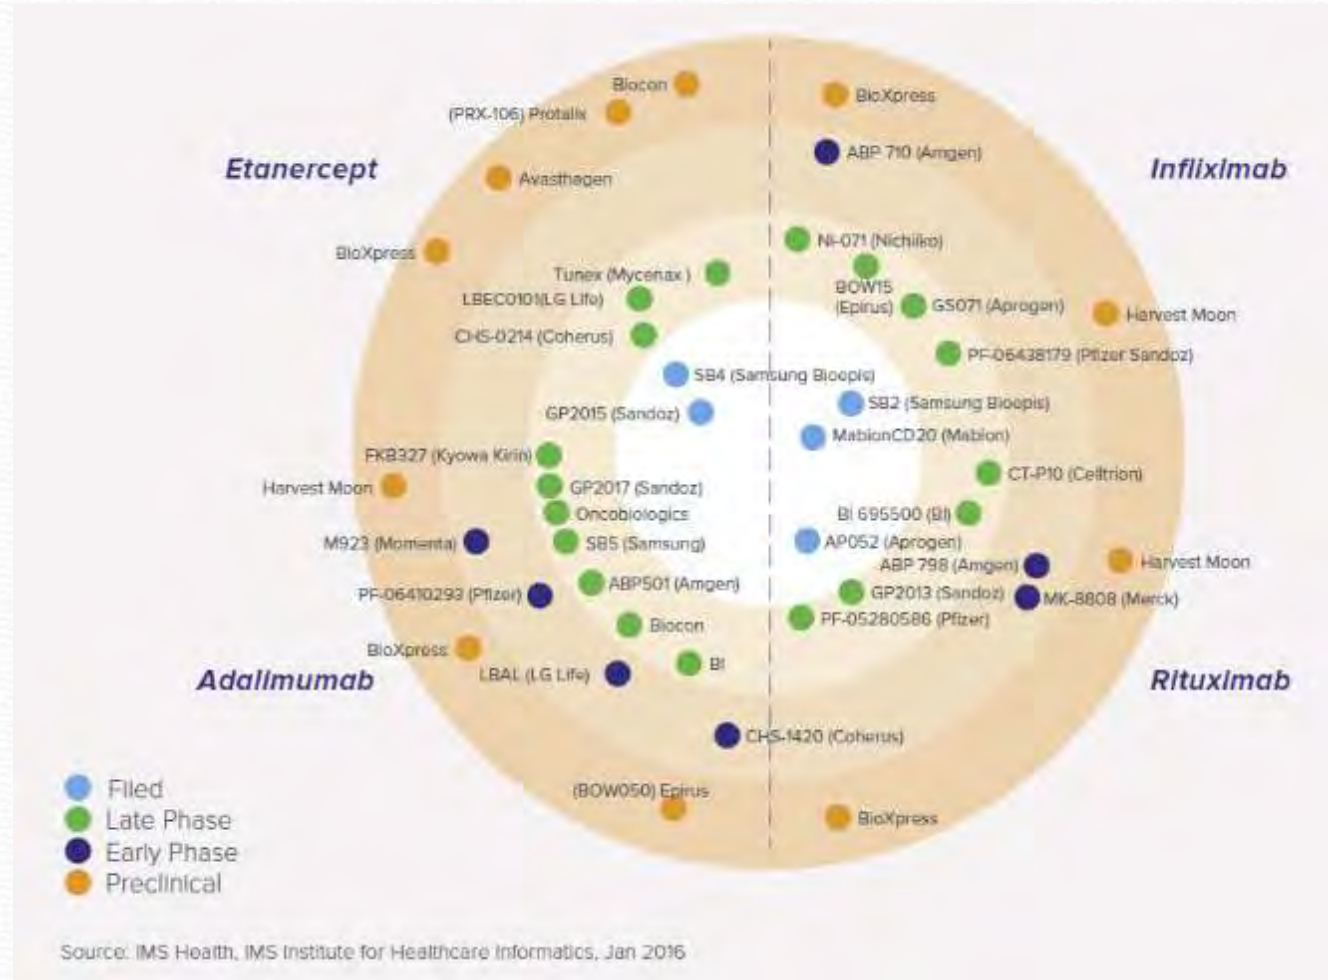 Biocon
(PRX-106) Protalix
Avasthagen
BioXpress
Etanercept
Tunex (Mycenax )
LBEC0101(LG Life)
CHS-0214 (Coherus)
SB4 (Samsung Bioepis)
GP2015 (Sandoz)
BioXpress
ABP 710 (Amgen)
Infliximab
NI-071 (Nichiiko)
BOW15
(Epirus)
GS071 (Aprogen)
Harvest Moon
PF-06438179 (Pfizer Sandoz)
SB2 (Samsung Bioepis)
MabionCD20 (Mabion)
FKB327 (Kyowa Kirin)
Harvest Moon
GP2017 (Sandoz)
Oncobiologics
M923 (Momenta)
SB5 (Samsung)
ABP501 (Amgen)
PF-06410293 (Pfizer)
Biocon
BioXpress
BI
LBAL (LG Life)
Adalimumab
CHS-1420 (Coherus)
(BOW050) Epirus
CT-P10 (Celltrion)
BI 695500 (BI)
AP052 (Aprogen)
ABP 798 (Amgen)
Harvest Moon
GP2013 (Sandoz)
MK-8808 (Merck)
PF-05280586 (Pfizer)
Rituximab
BioXpress
Filed
Late Phase
Early Phase
Preclinical
Source: IMS Health, IMS Institute for Healthcare Informatics, Jan 2016